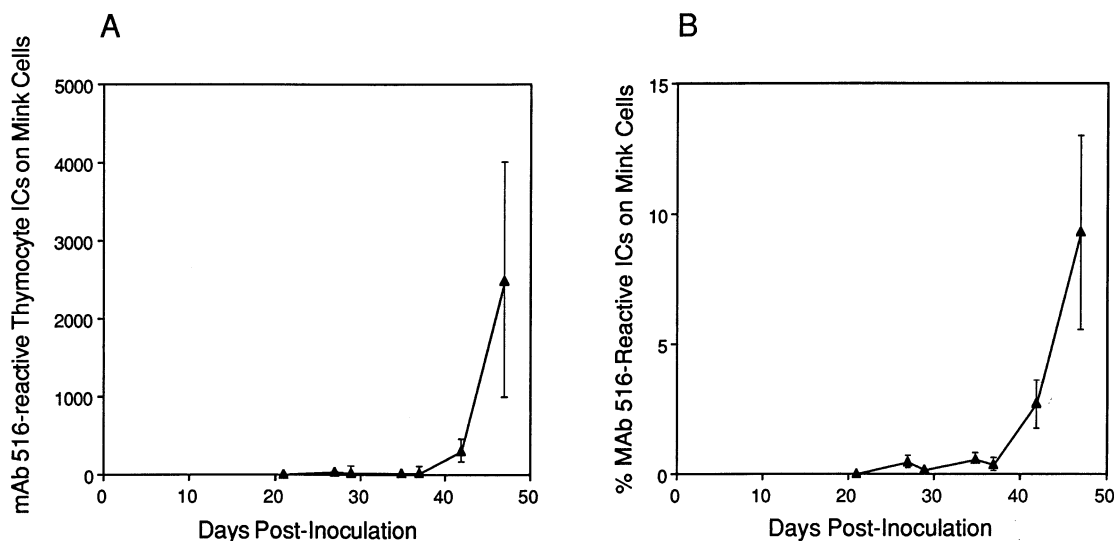 A
mAb 516-reactive Thymocyte ICs on Mink Cells
5000
4000
3000
2000
1000
0
0 10 20 30 40 50
Days Post-Inoculation
B
% MAb 516-Reactive ICs on Mink Cells
15
10
5
0
0 10 20 30 40 50
Days Post-Inoculation